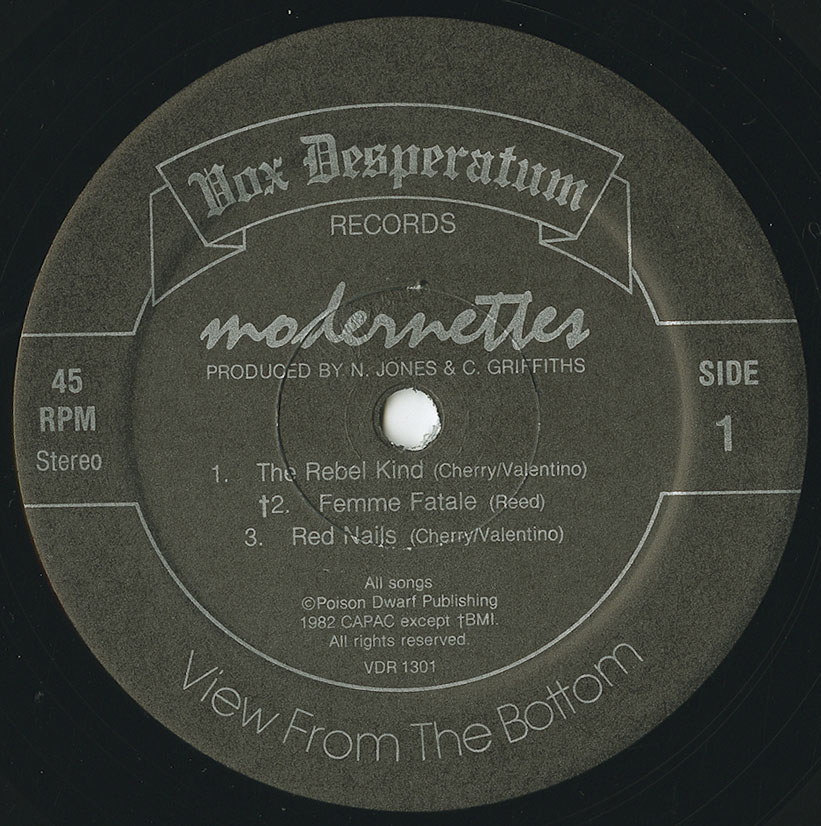 Vox Desperatum
RECORDS
modernettes
PRODUCED BY N. JONES & C. GRIFFITHS
45
RPM
Stereo
SIDE
1
1. The Rebel Kind (Cherry/Valentino)
†2. Femme Fatale (Reed)
3. Red Nails (Cherry/Valentino)
All songs
©Poison Dwarf Publishing
1982 CAPAC except †BMI.
All rights reserved.
VDR 1301
View From The Bottom